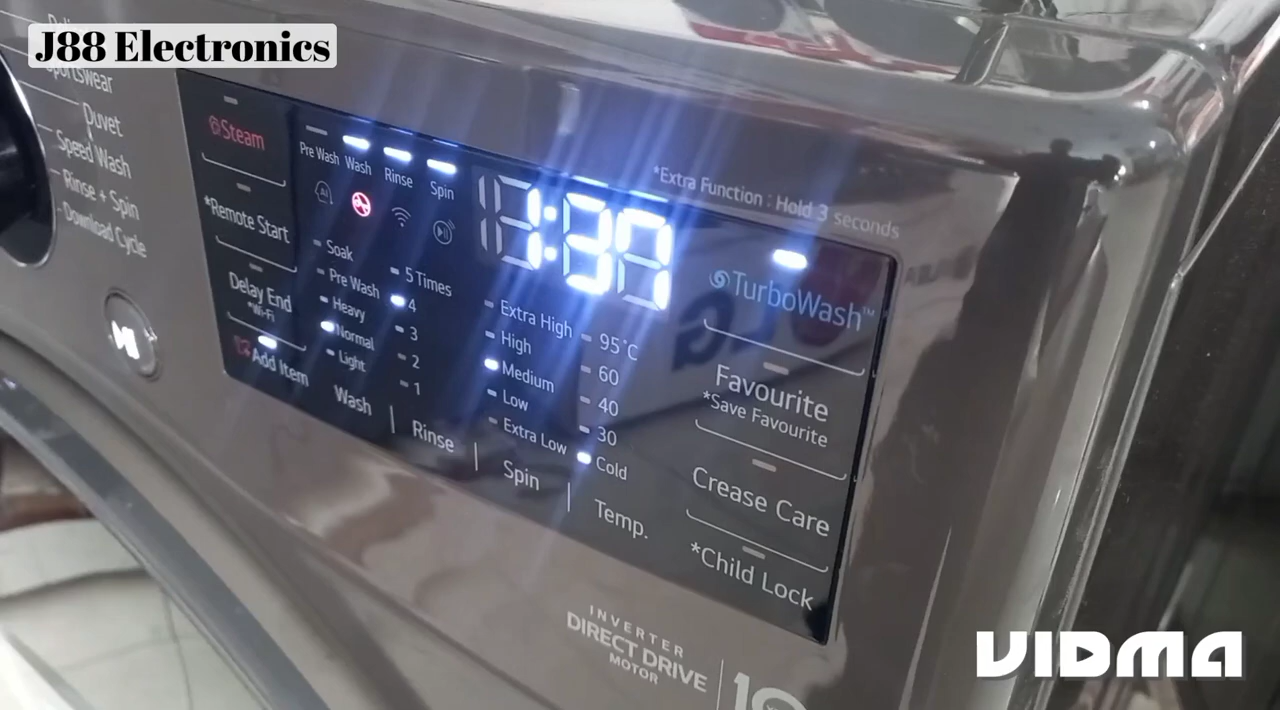 J88 Electronics
Sportswear
Duvet
Speed Wash
Rinse + Spin
Download Cycle
Steam
*Remote Start
Delay End
*Wi-Fi
Add Item
Pre Wash
Wash
Rinse
Spin
AI
1:37
*Extra Function : Hold 3 seconds
Soak
Pre Wash
Heavy
Normal
Light
Wash
5 Times
4
3
2
1
Rinse
Extra High
High
Medium
Low
Extra Low
Spin
95°C
60
40
30
Cold
Temp.
TurboWash™
Favourite
*Save Favourite
Crease Care
*Child Lock
INVERTER
DIRECT DRIVE
MOTOR
VIDMA